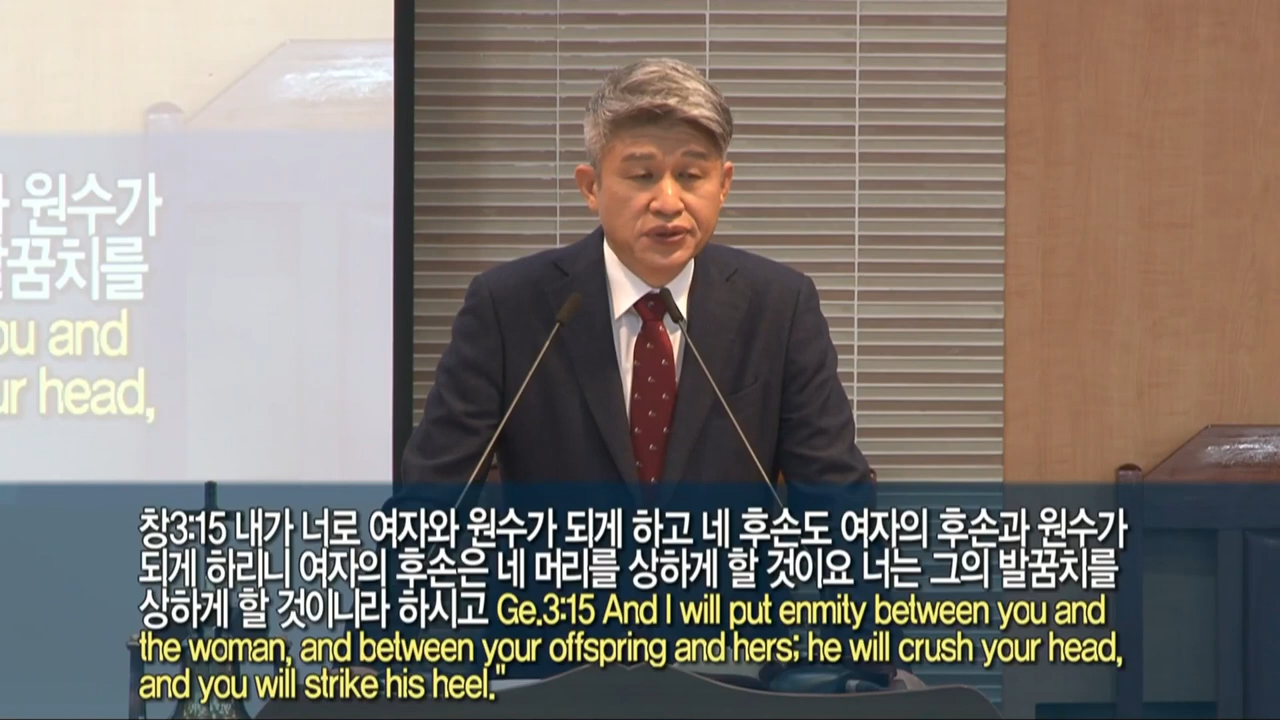 원수가
발꿈치를
ou and
ur head,
창3:15 내가 너로 여자와 원수가 되게 하고 네 후손도 여자의 후손과 원수가
되게 하리니 여자의 후손은 네 머리를 상하게 할 것이요 너는 그의 발꿈치를
상하게 할 것이니라 하시고 Ge.3:15 And I will put enmity between you and
the woman, and between your offspring and hers; he will crush your head,
and you will strike his heel."